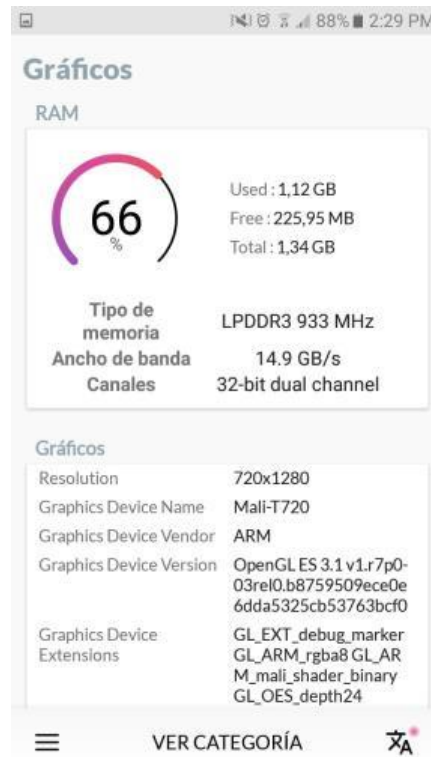 88% 2:29 PM
Gráficos
RAM
66
%
Used : 1,12 GB
Free : 225,95 MB
Total : 1,34 GB
Tipo de
memoria
LPDDR3 933 MHz
Ancho de banda
14.9 GB/s
Canales
32-bit dual channel
Gráficos
Resolution
720x1280
Graphics Device Name
Mali-T720
Graphics Device Vendor
ARM
Graphics Device Version
OpenGL ES 3.1 v1.r7p0-
03rel0.b8759509ece0e
6dda5325cb53763bcf0
Graphics Device
Extensions
GL_EXT_debug_marker
GL_ARM_rgba8 GL_AR
M_mali_shader_binary
GL_OES_depth24
VER CATEGORÍA